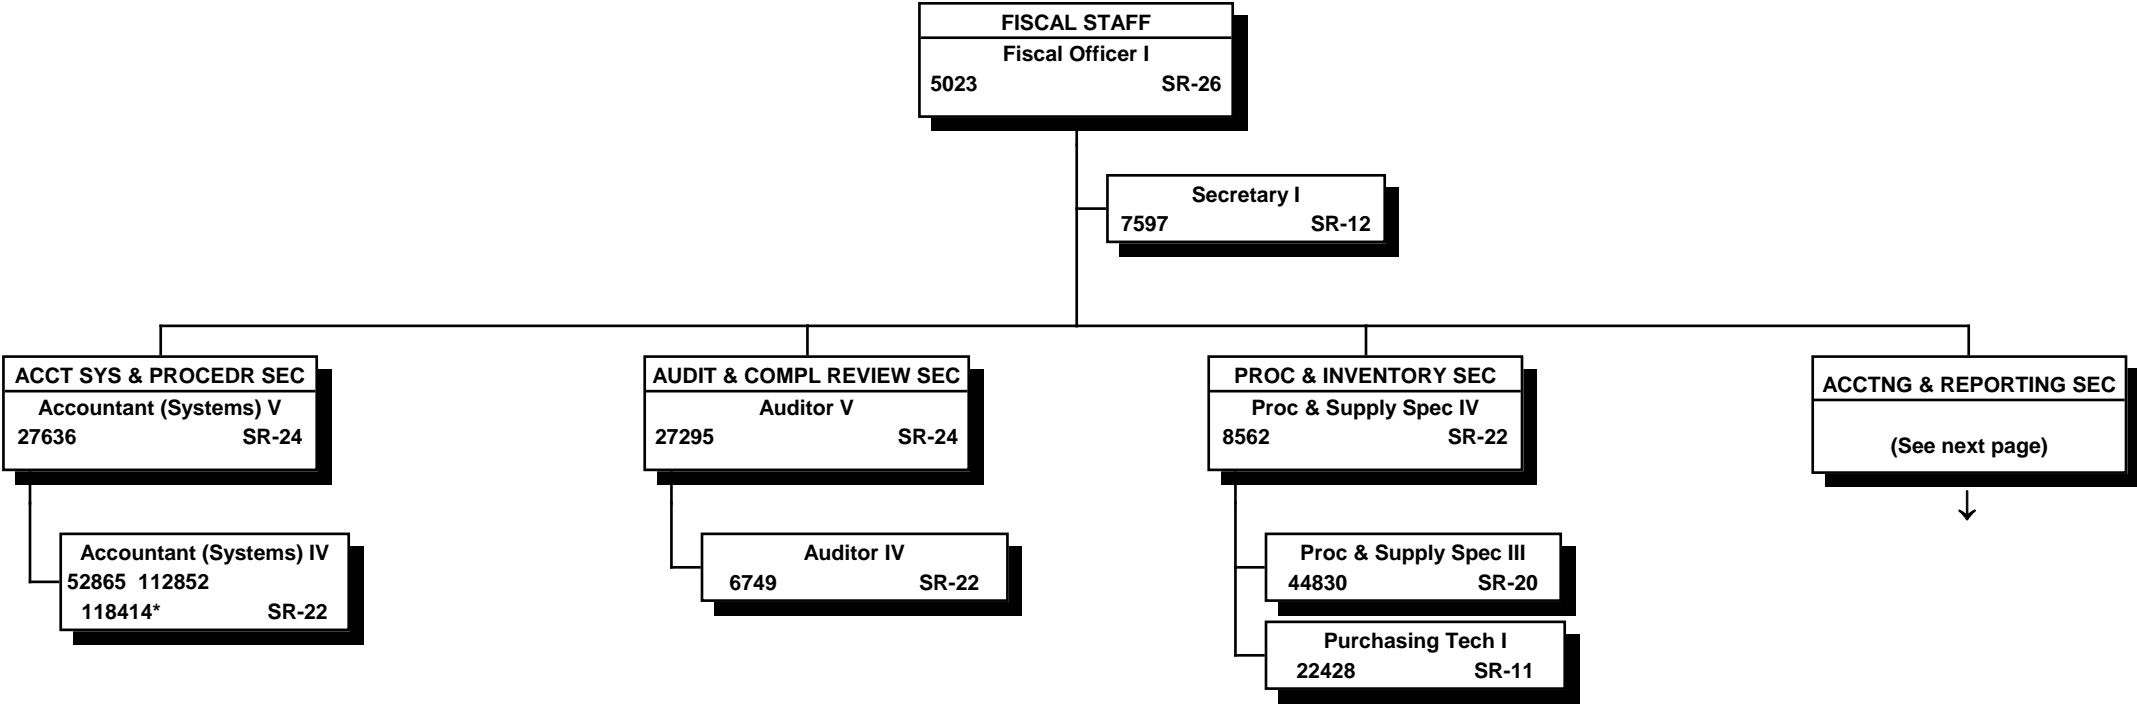 FISCAL STAFF
Fiscal Officer I
5023 SR-26
Secretary I
7597 SR-12
ACCT SYS & PROCEDR SEC
Accountant (Systems) V
27636 SR-24
Accountant (Systems) IV
52865 112852
118414* SR-22
AUDIT & COMPL REVIEW SEC
Auditor V
27295 SR-24
Auditor IV
6749 SR-22
PROC & INVENTORY SEC
Proc & Supply Spec IV
8562 SR-22
Proc & Supply Spec III
44830 SR-20
Purchasing Tech I
22428 SR-11
ACCTNG & REPORTING SEC
(See next page)